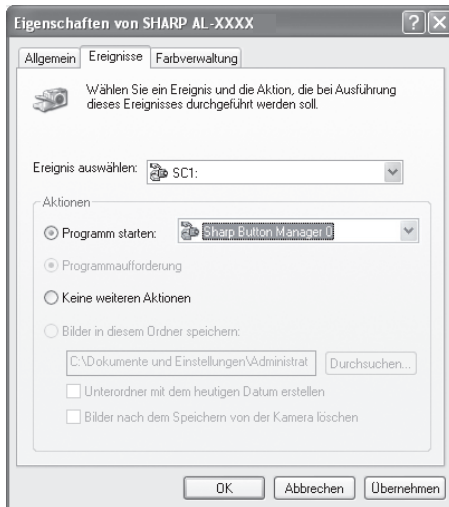 Eigenschaften von SHARP AL-XXXX
Allgemein Ereignisse Farbverwaltung
Wählen Sie ein Ereignis und die Aktion, die bei Ausführung
dieses Ereignisses durchgeführt werden soll.
Ereignis auswählen: SC1:
Aktionen
Programm starten: Sharp Button Manager 0
Programmaufforderung
Keine weiteren Aktionen
Bilder in diesem Ordner speichern:
C:\Dokumente und Einstellungen\Administrat Durchsuchen...
Unterordner mit dem heutigen Datum erstellen
Bilder nach dem Speichern von der Kamera löschen
OK Abbrechen Übernehmen